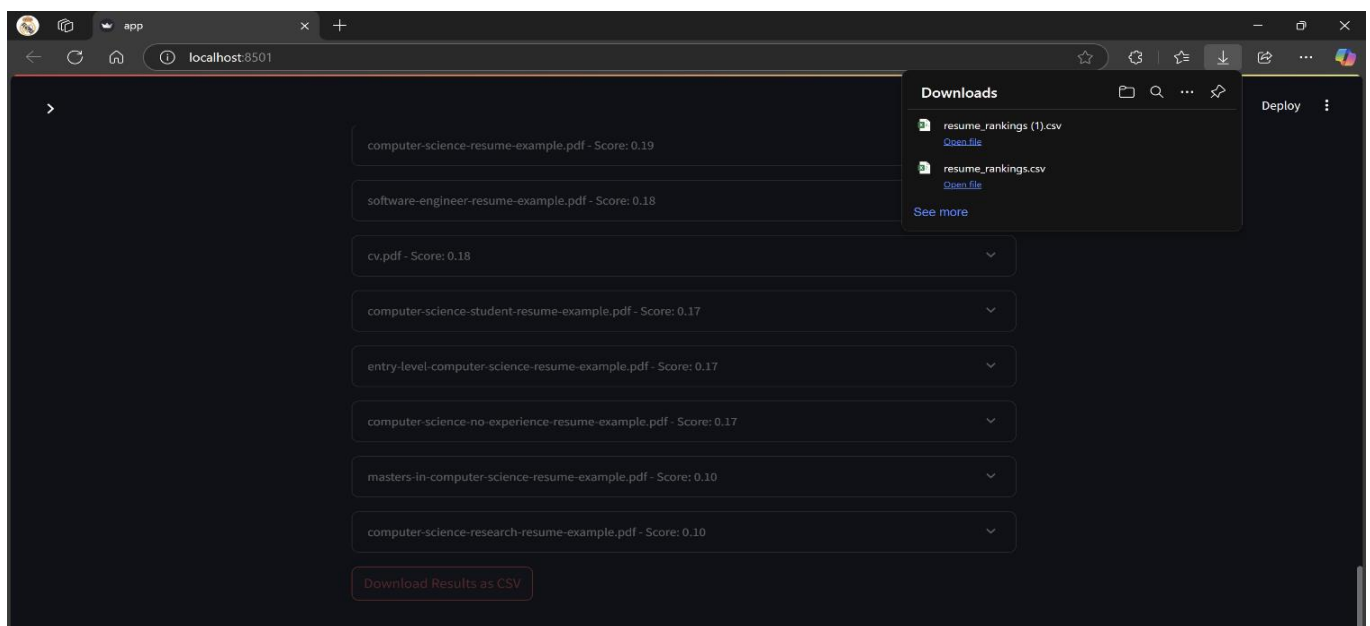 app
localhost:8501
Downloads
resume_rankings (1).csv
Open file
resume_rankings.csv
Open file
See more
Deploy
computer-science-resume-example.pdf - Score: 0.19
software-engineer-resume-example.pdf - Score: 0.18
cv.pdf - Score: 0.18
computer-science-student-resume-example.pdf - Score: 0.17
entry-level-computer-science-resume-example.pdf - Score: 0.17
computer-science-no-experience-resume-example.pdf - Score: 0.17
masters-in-computer-science-resume-example.pdf - Score: 0.10
computer-science-research-resume-example.pdf - Score: 0.10
Download Results as CSV